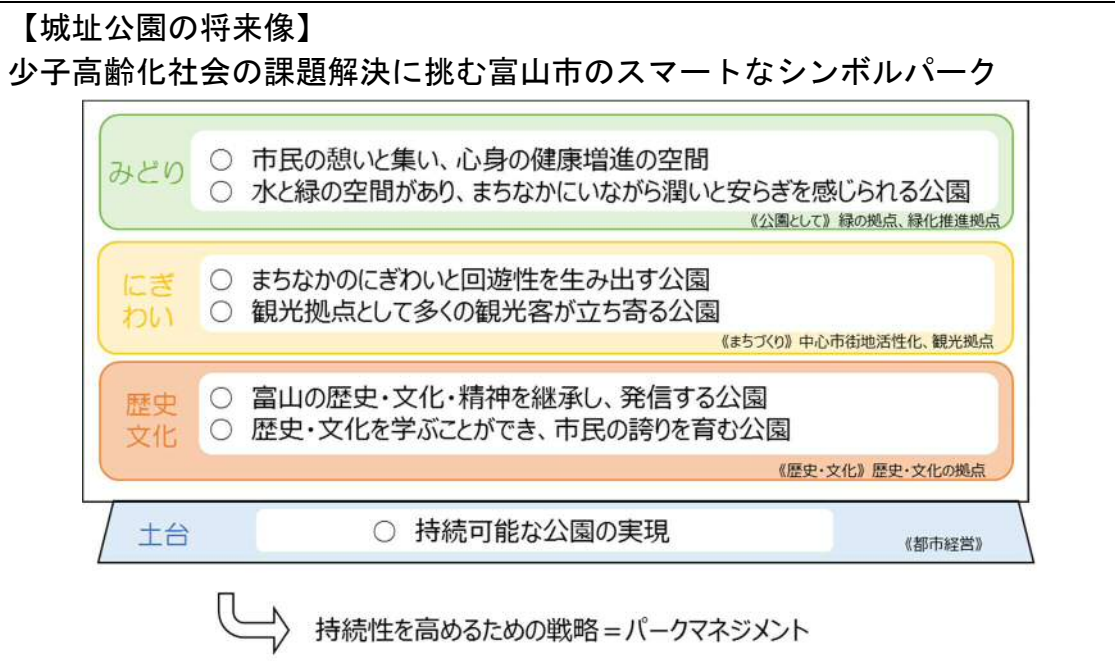 【城址公園の将来像】
少子高齢化社会の課題解決に挑む富山市のスマートなシンボルパーク
みどり
○ 市民の憩いと集い、心身の健康増進の空間
○ 水と緑の空間があり、まちなかにいながら潤いと安らぎを感じられる公園
《公園として》 緑の拠点、緑化推進拠点
にぎ
わい
○ まちなかのにぎわいと回遊性を生み出す公園
○ 観光拠点として多くの観光客が立ち寄る公園
《まちづくり》 中心市街地活性化、観光拠点
歴史
文化
○ 富山の歴史・文化・精神を継承し、発信する公園
○ 歴史・文化を学ぶことができ、市民の誇りを育む公園
《歴史・文化》 歴史・文化の拠点
土台
○ 持続可能な公園の実現
《都市経営》
持続性を高めるための戦略＝パークマネジメント